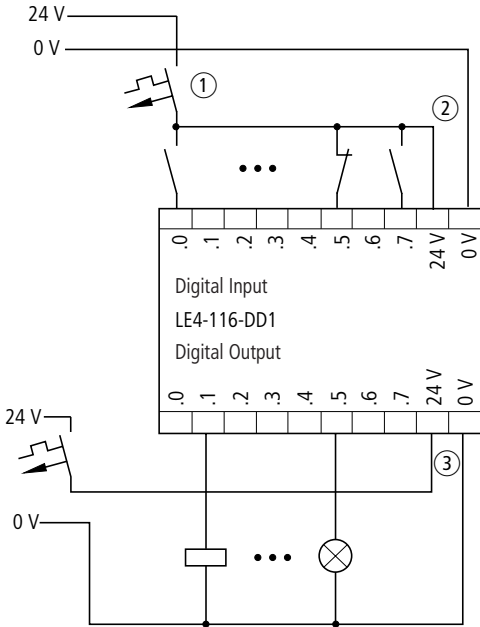 24 V
0 V
①
②
.0 .1 .2 .3 .4 .5 .6 .7 24 V 0 V
Digital Input
LE4-116-DD1
Digital Output
.0 .1 .2 .3 .4 .5 .6 .7 24 V 0 V
24 V
③
0 V